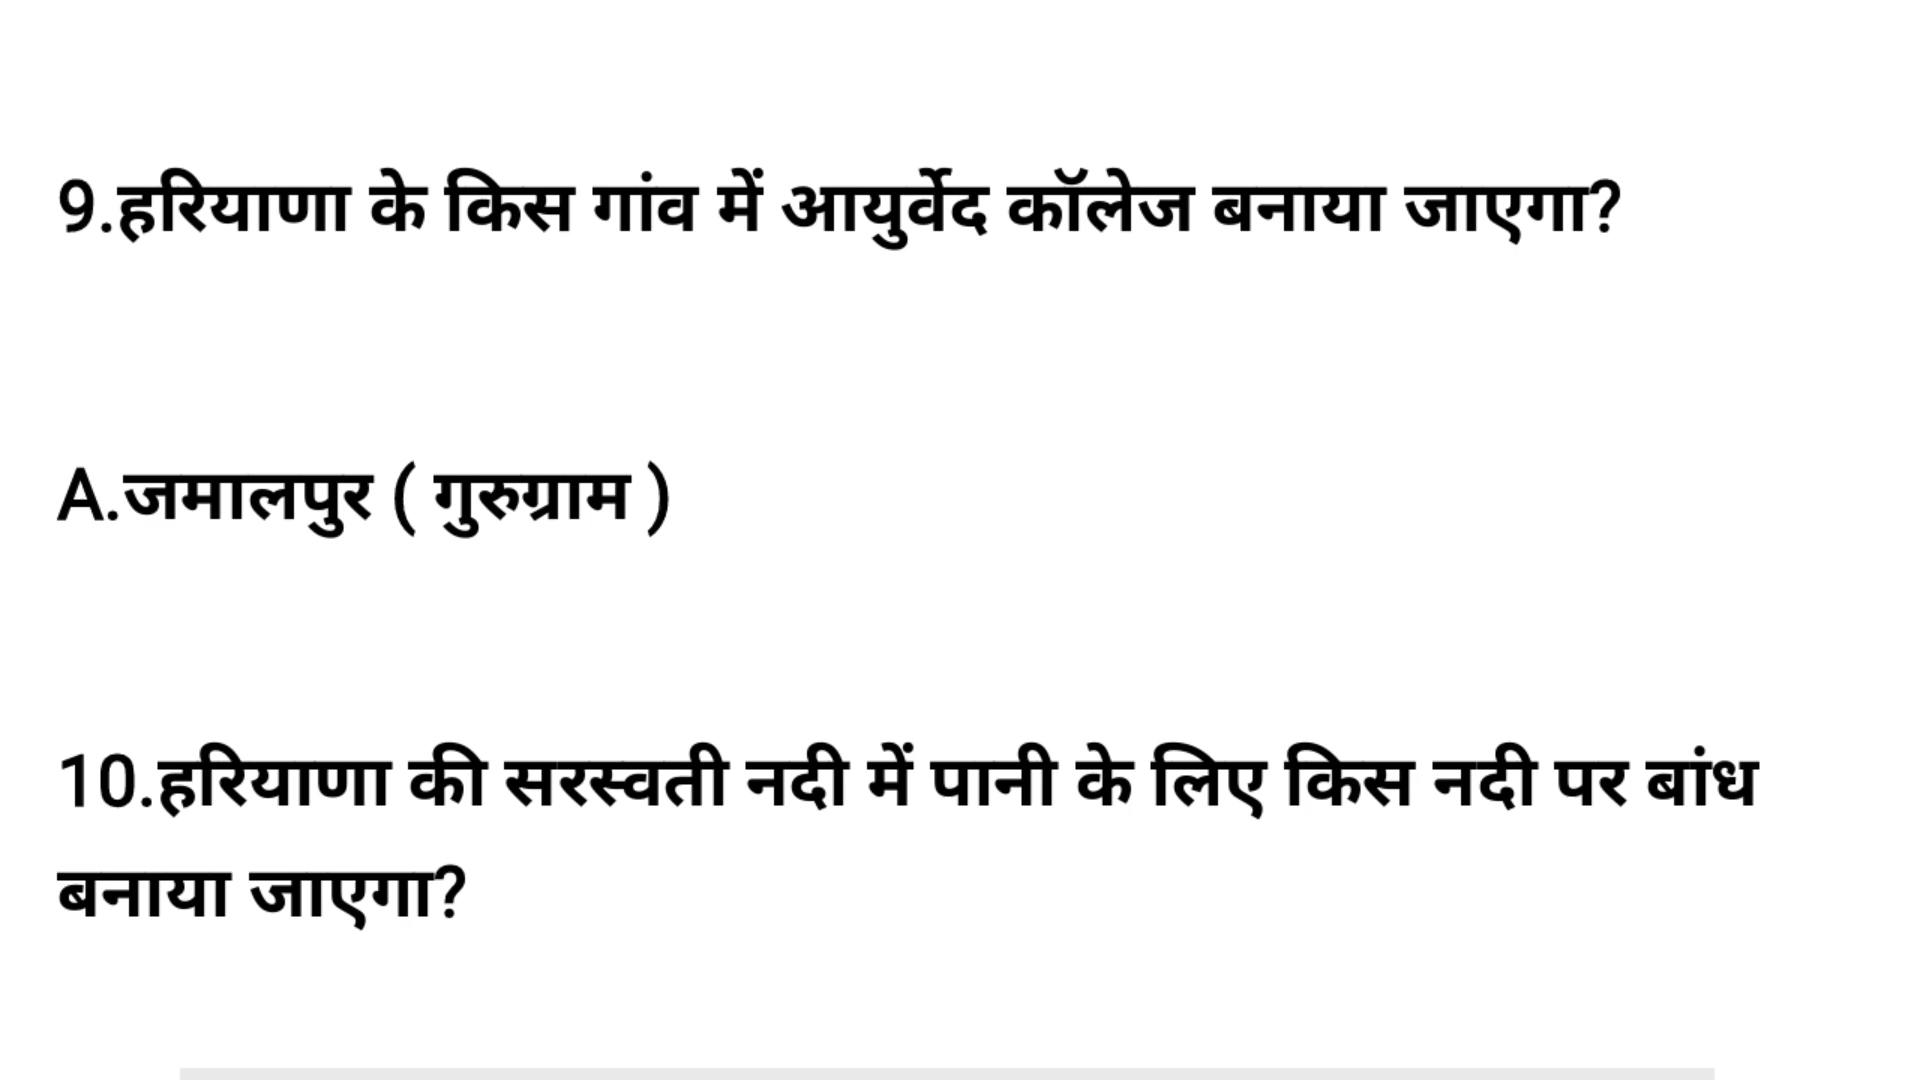 9.हरियाणा के किस गांव में आयुर्वेद कॉलेज बनाया जाएगा?
A.जमालपुर ( गुरुग्राम )
10.हरियाणा की सरस्वती नदी में पानी के लिए किस नदी पर बांध
बनाया जाएगा?